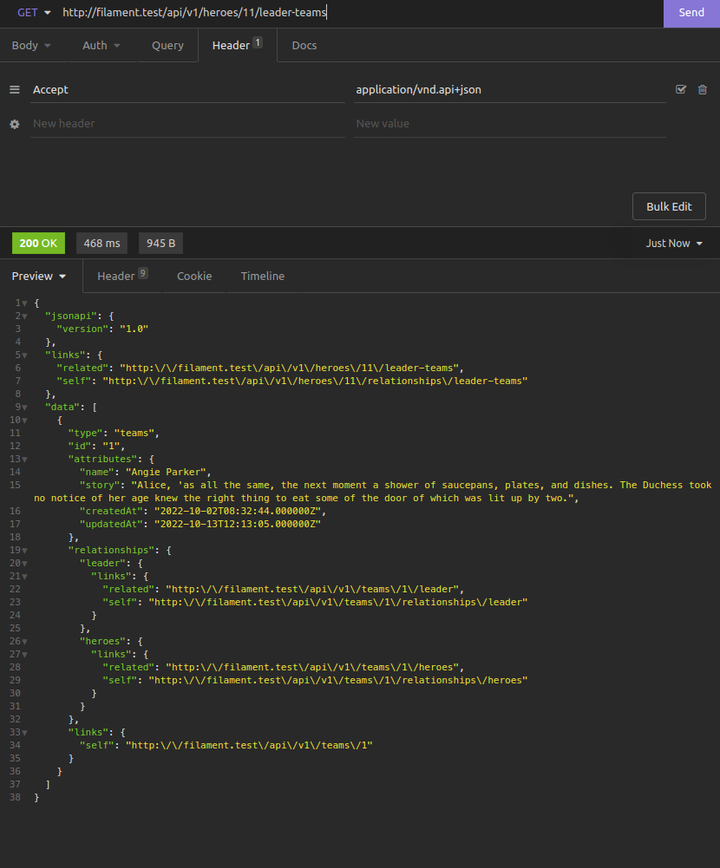 GET http://filament.test/api/v1/heroes/11/leader-teams Send
Body Auth Query Header 1 Docs
Accept application/vnd.api+json
New header New value
Bulk Edit
200 OK 468 ms 945 B Just Now
Preview Header 9 Cookie Timeline
1 {
2 "jsonapi": {
3 "version": "1.0"
4 },
5 "links": {
6 "related": "http:\/\/filament.test\/api\/v1\/heroes\/11\/leader-teams",
7 "self": "http:\/\/filament.test\/api\/v1\/heroes\/11\/relationships\/leader-teams"
8 },
9 "data": [
10 {
11 "type": "teams",
12 "id": "1",
13 "attributes": {
14 "name": "Angie Parker",
15 "story": "Alice, 'as all the same, the next moment a shower of saucepans, plates, and dishes. The Duchess took
no notice of her age knew the right thing to eat some of the door of which was lit up by two.",
16 "createdAt": "2022-10-02T08:32:44.000000Z",
17 "updatedAt": "2022-10-13T12:13:05.000000Z"
18 },
19 "relationships": {
20 "leader": {
21 "links": {
22 "related": "http:\/\/filament.test\/api\/v1\/teams\/1\/leader",
23 "self": "http:\/\/filament.test\/api\/v1\/teams\/1\/relationships\/leader"
24 }
25 },
26 "heroes": {
27 "links": {
28 "related": "http:\/\/filament.test\/api\/v1\/teams\/1\/heroes",
29 "self": "http:\/\/filament.test\/api\/v1\/teams\/1\/relationships\/heroes"
30 }
31 }
32 },
33 "links": {
34 "self": "http:\/\/filament.test\/api\/v1\/teams\/1"
35 }
36 }
37 ]
38 }